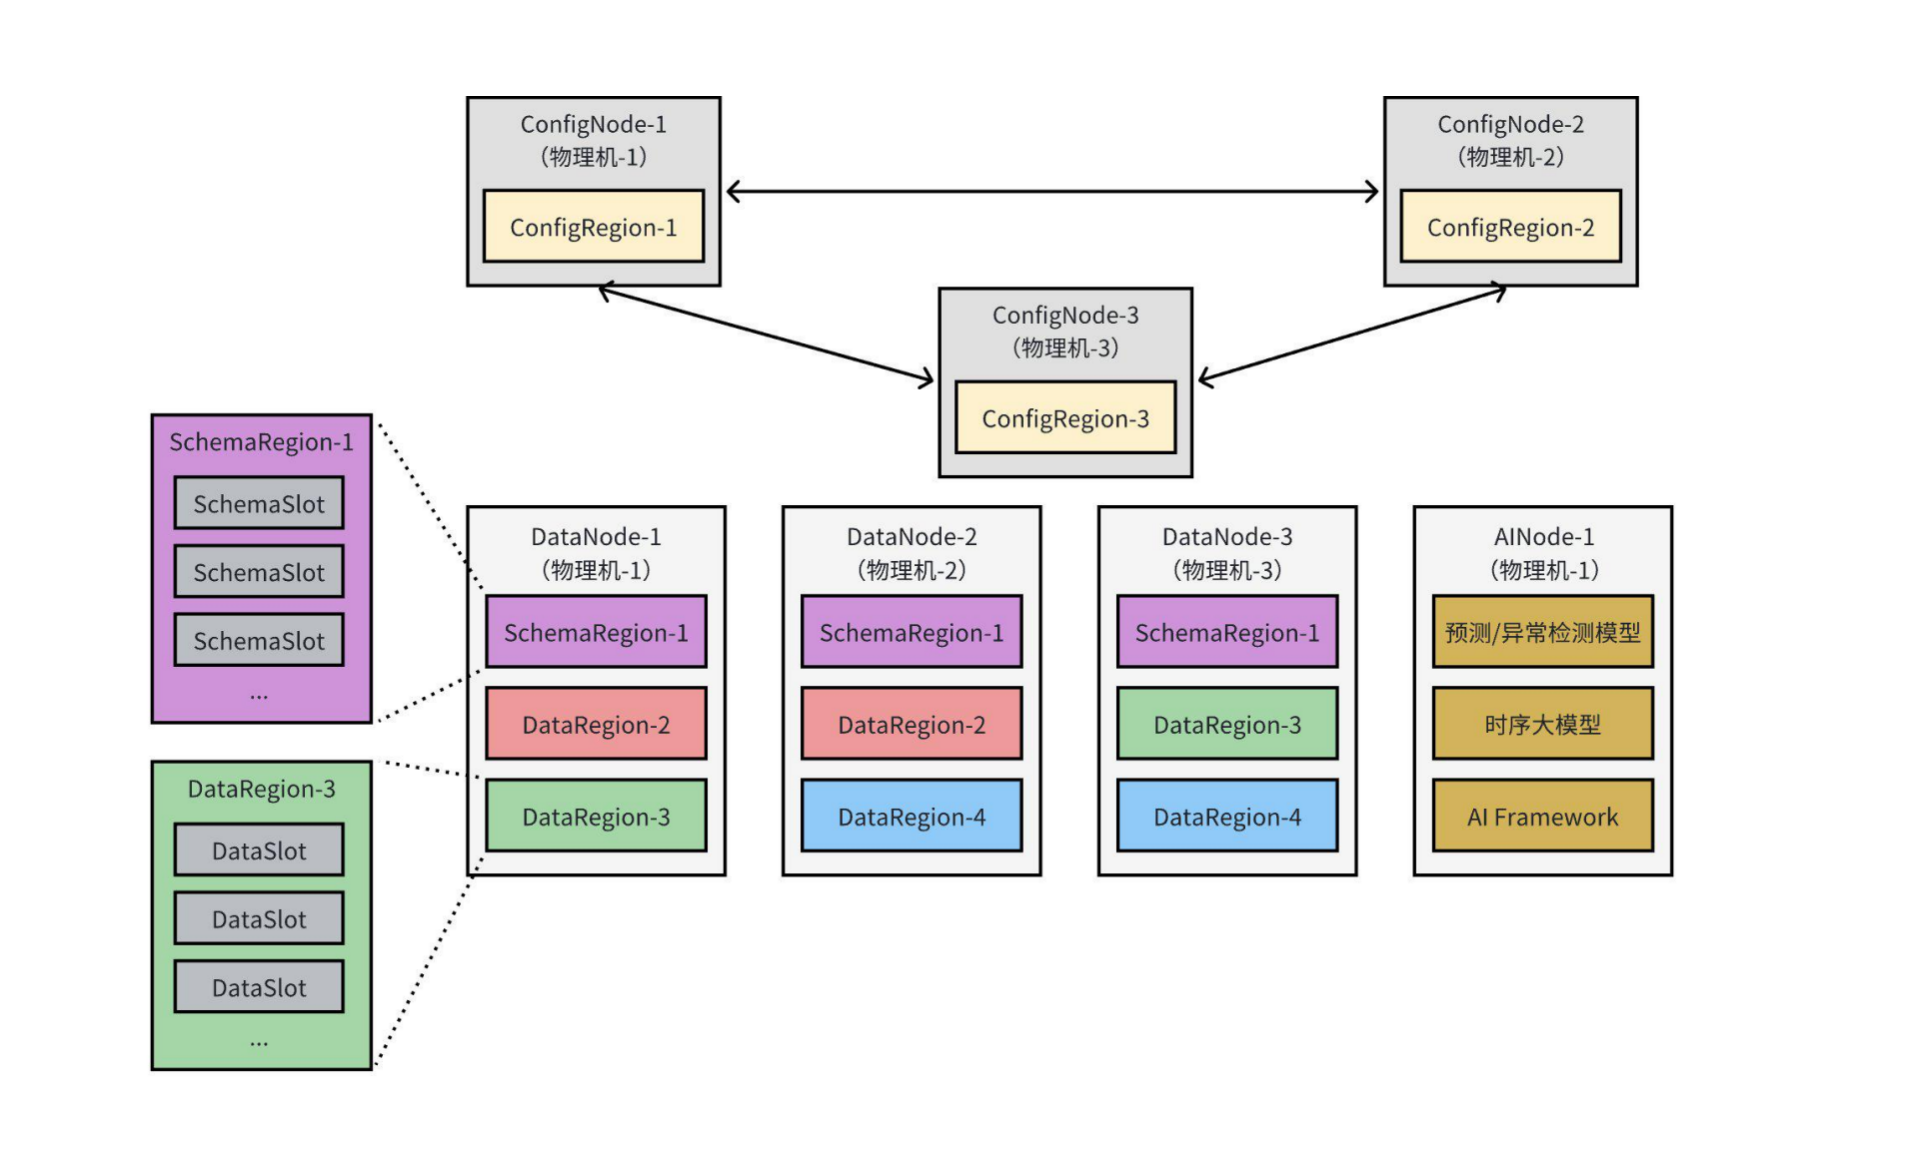 ConfigNode-1
（物理机-1）
ConfigRegion-1
ConfigNode-2
（物理机-2）
ConfigRegion-2
ConfigNode-3
（物理机-3）
ConfigRegion-3
SchemaRegion-1
SchemaSlot
SchemaSlot
SchemaSlot
...
DataRegion-3
DataSlot
DataSlot
DataSlot
...
DataNode-1
（物理机-1）
SchemaRegion-1
DataRegion-2
DataRegion-3
DataNode-2
（物理机-2）
SchemaRegion-1
DataRegion-2
DataRegion-4
DataNode-3
（物理机-3）
SchemaRegion-1
DataRegion-3
DataRegion-4
AINode-1
（物理机-1）
预测/异常检测模型
时序大模型
AI Framework